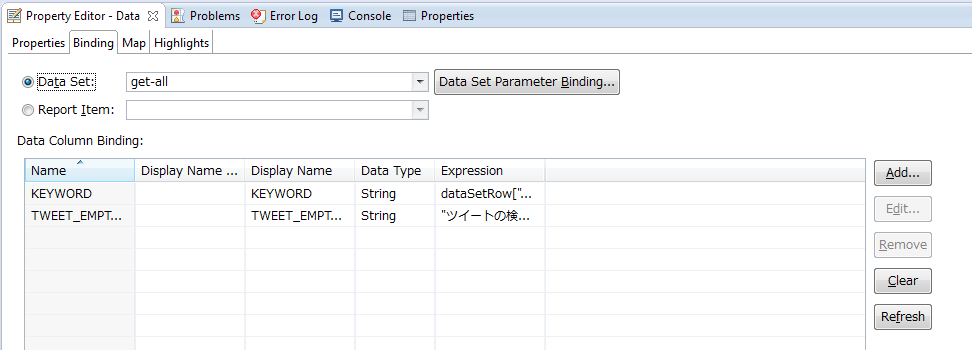 Property Editor - Data Problems Error Log Console Properties
Properties Binding Map Highlights
Data Set: get-all Data Set Parameter Binding...
Report Item:
Data Column Binding:
Name Display Name ... Display Name Data Type Expression Add...
KEYWORD KEYWORD String dataSetRow["...
TWEET_EMPT... TWEET_EMPT... String "ツイートの検... Edit...
Remove
Clear
Refresh